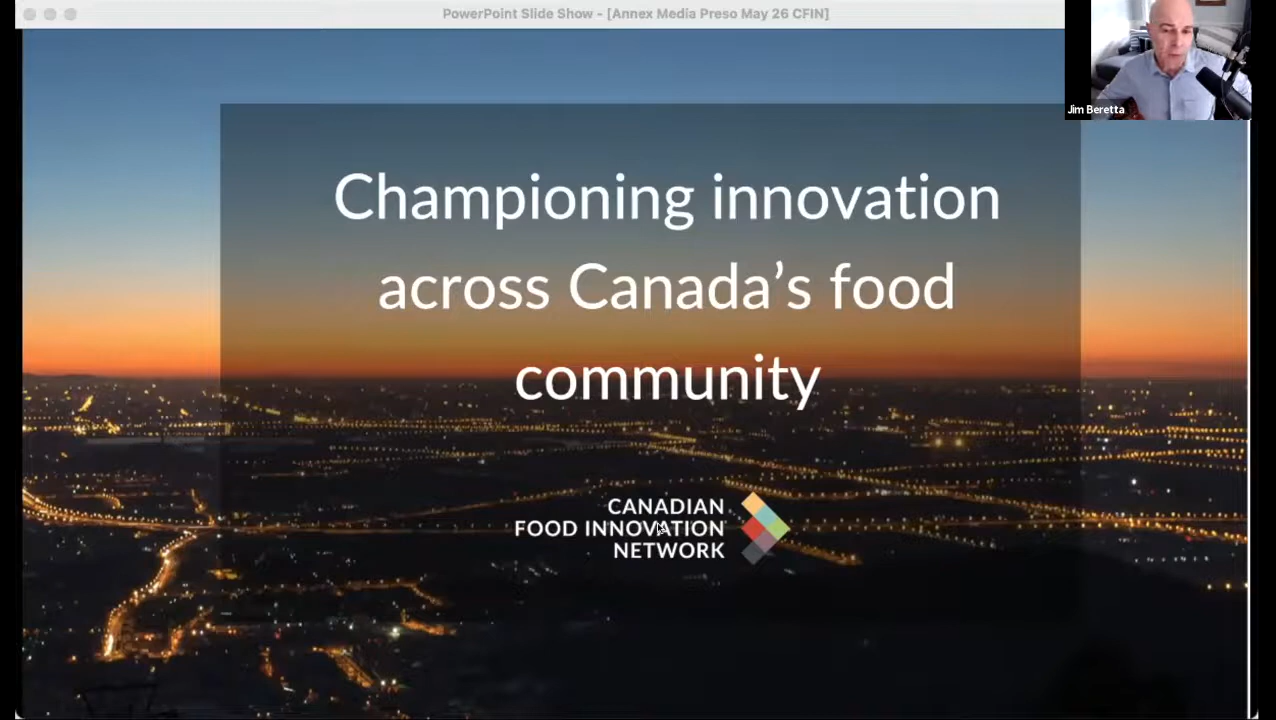 PowerPoint Slide Show - [Annex Media Preso May 26 CFIN]
Jim Beretta
Championing innovation
across Canada's food
community
CANADIAN
FOOD INNOVATION
NETWORK